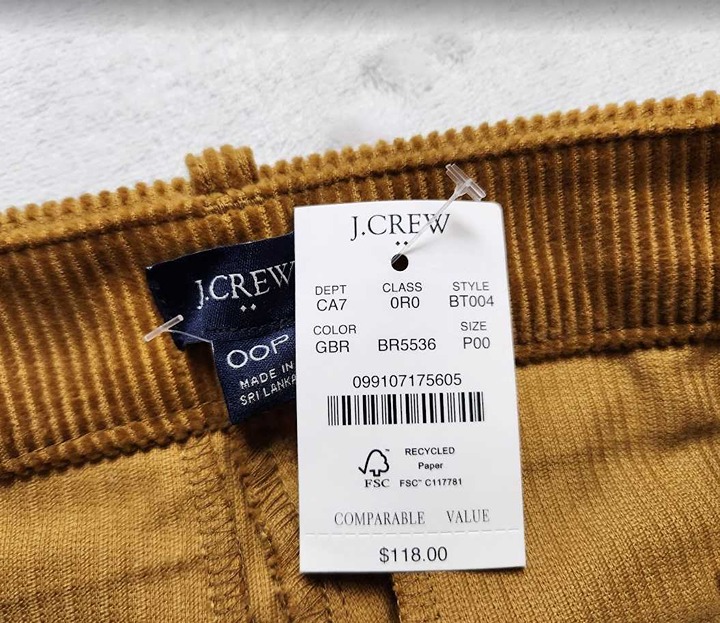 J.CREW
DEPT CLASS STYLE
CA7 0R0 BT004
COLOR SIZE
GBR BR5536 P00
099107175605
FSC
RECYCLED
Paper
FSC™ C117781
COMPARABLE VALUE
$118.00
J.CREW
OOP
MADE IN
SRI LANKA